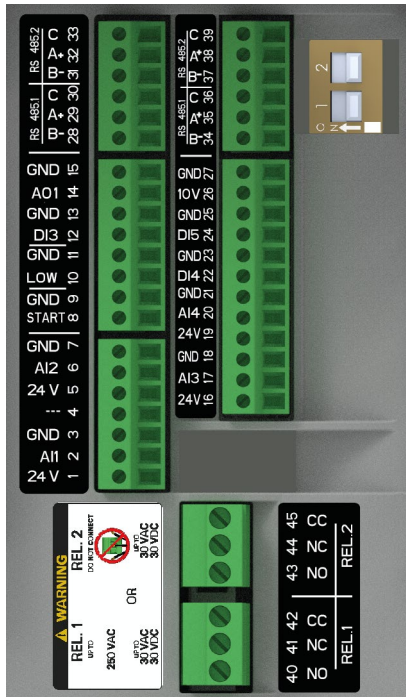 RS 485.2 C 33
A+ 32
B- 31
RS 485.1 C 30
A+ 29
B- 28
GND 15
AO1 14
GND 13
DI3 12
GND 11
LOW 10
GND 9
START 8
GND 7
AI2 6
24 V 5
--- 4
GND 3
AI1 2
24 V 1
RS 485.2 C 39
A+ 38
B- 37
RS 485.1 C 36
A+ 35
B- 34
GND 27
10V 26
GND 25
DI5 24
GND 23
DI4 22
GND 21
AI4 20
24V 19
GND 18
AI3 17
24V 16
1 2
ON
WARNING
REL. 1
UP TO
250 VAC
UP TO
30 VAC
30 VDC
OR
REL. 2
DO NOT CONNECT
UP TO
30 VAC
30 VDC
45 CC
44 NC
43 NO
REL.2
42 CC
41 NC
40 NO
REL.1